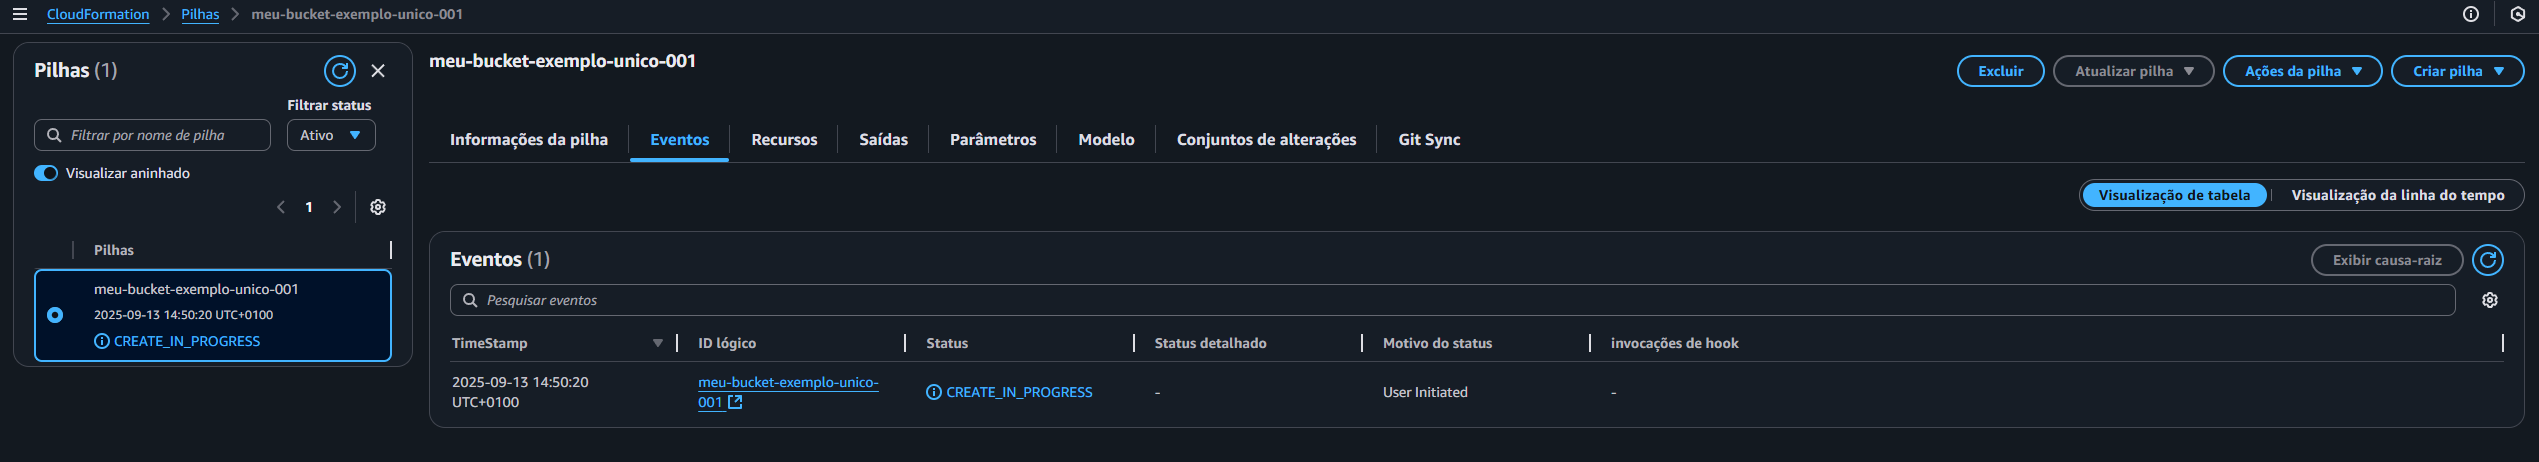 CloudFormation > Pilhas > meu-bucket-exemplo-unico-001
Pilhas (1)
Filtrar status
Filtrar por nome de pilha
Ativo
Visualizar aninhado
1
Pilhas
meu-bucket-exemplo-unico-001
2025-09-13 14:50:20 UTC+0100
CREATE_IN_PROGRESS
meu-bucket-exemplo-unico-001
Excluir Atualizar pilha Ações da pilha Criar pilha
Informações da pilha Eventos Recursos Saídas Parâmetros Modelo Conjuntos de alterações Git Sync
Visualização de tabela Visualização da linha do tempo
Eventos (1)
Exibir causa-raiz
Pesquisar eventos
TimeStamp ID lógico Status Status detalhado Motivo do status invocações de hook
2025-09-13 14:50:20 UTC+0100 meu-bucket-exemplo-unico-001 CREATE_IN_PROGRESS - User Initiated -